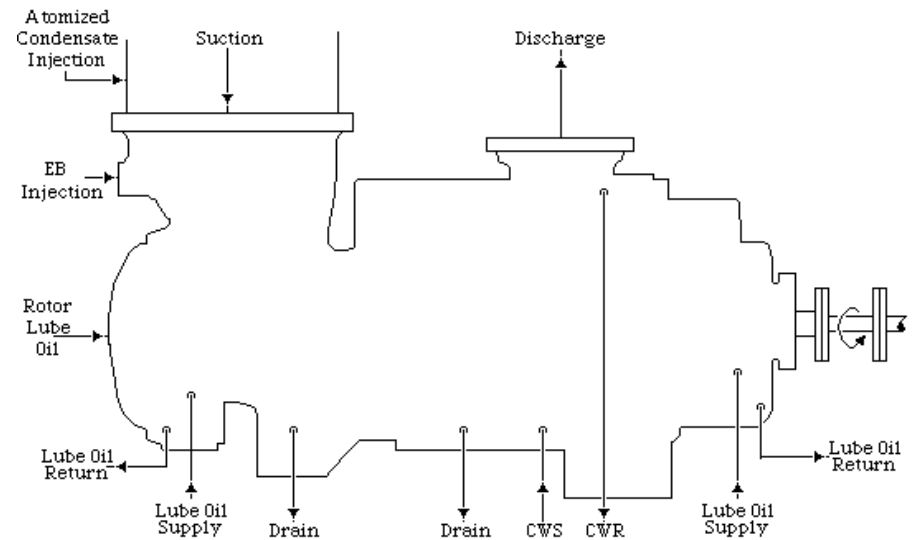 Atomized
Condensate
Injection
Suction
Discharge
EB
Injection
Rotor
Lube
Oil
Lube Oil
Return
Lube Oil
Supply
Drain
Drain
CWS
CWR
Lube Oil
Supply
Lube Oil
Return